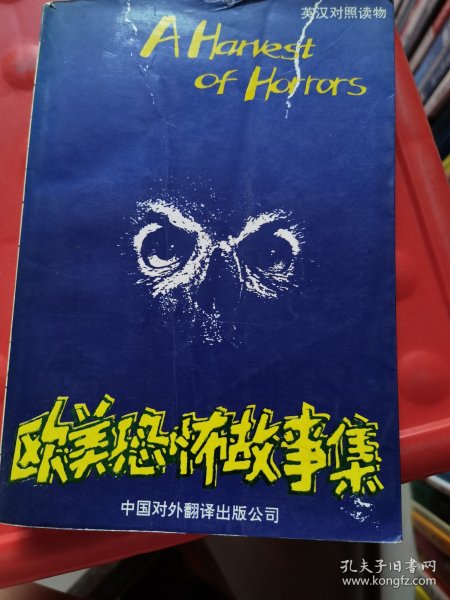 英汉对照读物
A Harvest
of Horrors
欧美恐怖故事集
中国对外翻译出版公司
孔夫子旧书网
www.kongfz.com